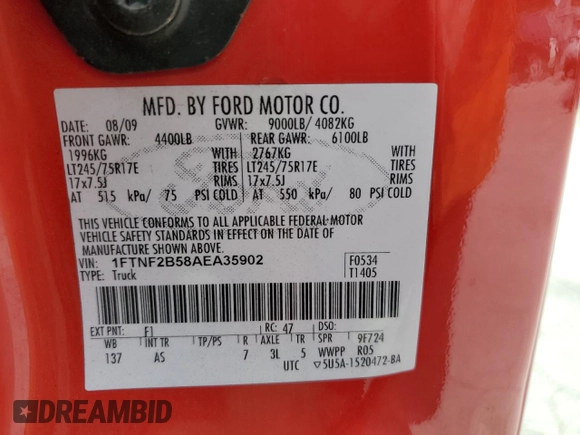 MFD. BY FORD MOTOR CO.
DATE: 08/09 GVWR: 9000LB/ 4082KG
FRONT GAWR: 4400LB REAR GAWR: 6100LB
1996KG WITH 2767KG WITH
LT245/75R17E TIRES LT245/75R17E TIRES
17x7.5J RIMS 17x7.5J RIMS
AT 515 kPa/ 75 PSI COLD AT 550 kPa/ 80 PSI COLD
THIS VEHICLE CONFORMS TO ALL APPLICABLE FEDERAL MOTOR
VEHICLE SAFETY STANDARDS IN EFFECT ON THE DATE OF
MANUFACTURE SHOWN ABOVE.
VIN: 1FTNF2B58AEA35902 F0534
TYPE: Truck T1405
EXT PNT: F1 RC: 47 DSO:
WB INT TR TP/PS R AXLE TR SPR 9F724
137 AS 7 3L 5 WWPP R05
UTC ▽5U5A-1520472-BA
DREAMBID